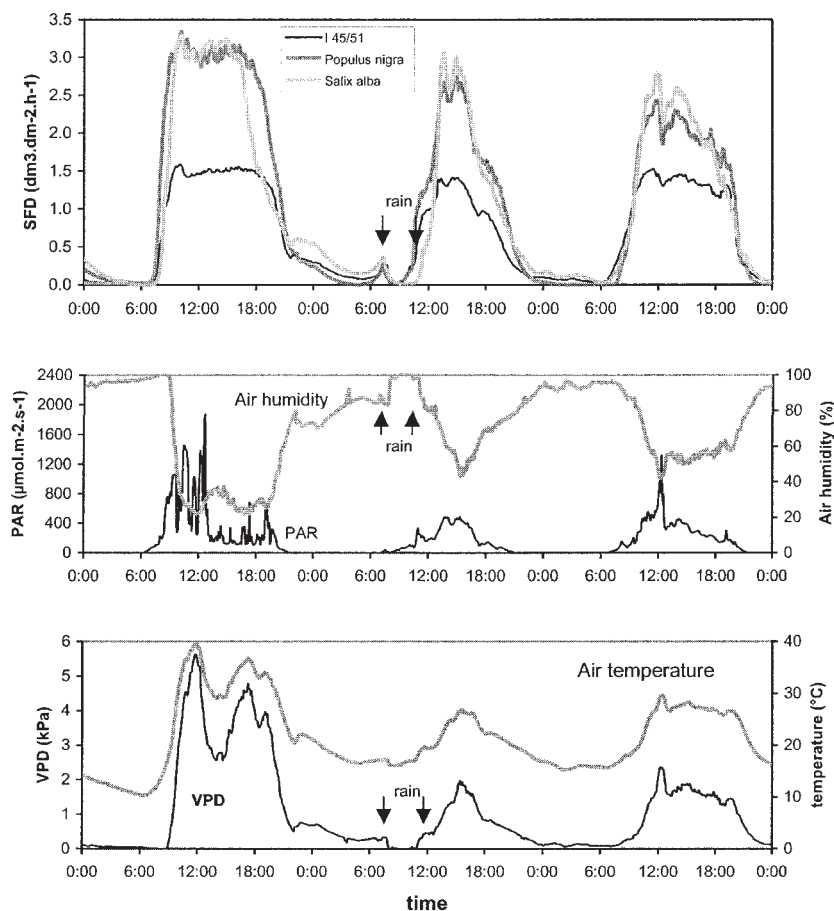 SFD (dm3.dm-2.h-1)
3.5
3.0
2.5
2.0
1.5
1.0
0.5
0.0
I 45/51
Populus nigra
Salix alba
rain
0:00 6:00 12:00 18:00 0:00 6:00 12:00 18:00 0:00 6:00 12:00 18:00 0:00
PAR (µmol.m-2.s-1)
2400
2000
1600
1200
800
400
0
Air humidity
rain
PAR
100
80
60
40
20
0
Air humidity (%)
0:00 6:00 12:00 18:00 0:00 6:00 12:00 18:00 0:00 6:00 12:00 18:00 0:00
VPD (kPa)
6
5
4
3
2
1
0
Air temperature
VPD
rain
40
30
20
10
0
temperature (°C)
0:00 6:00 12:00 18:00 0:00 6:00 12:00 18:00 0:00 6:00 12:00 18:00 0:00
time